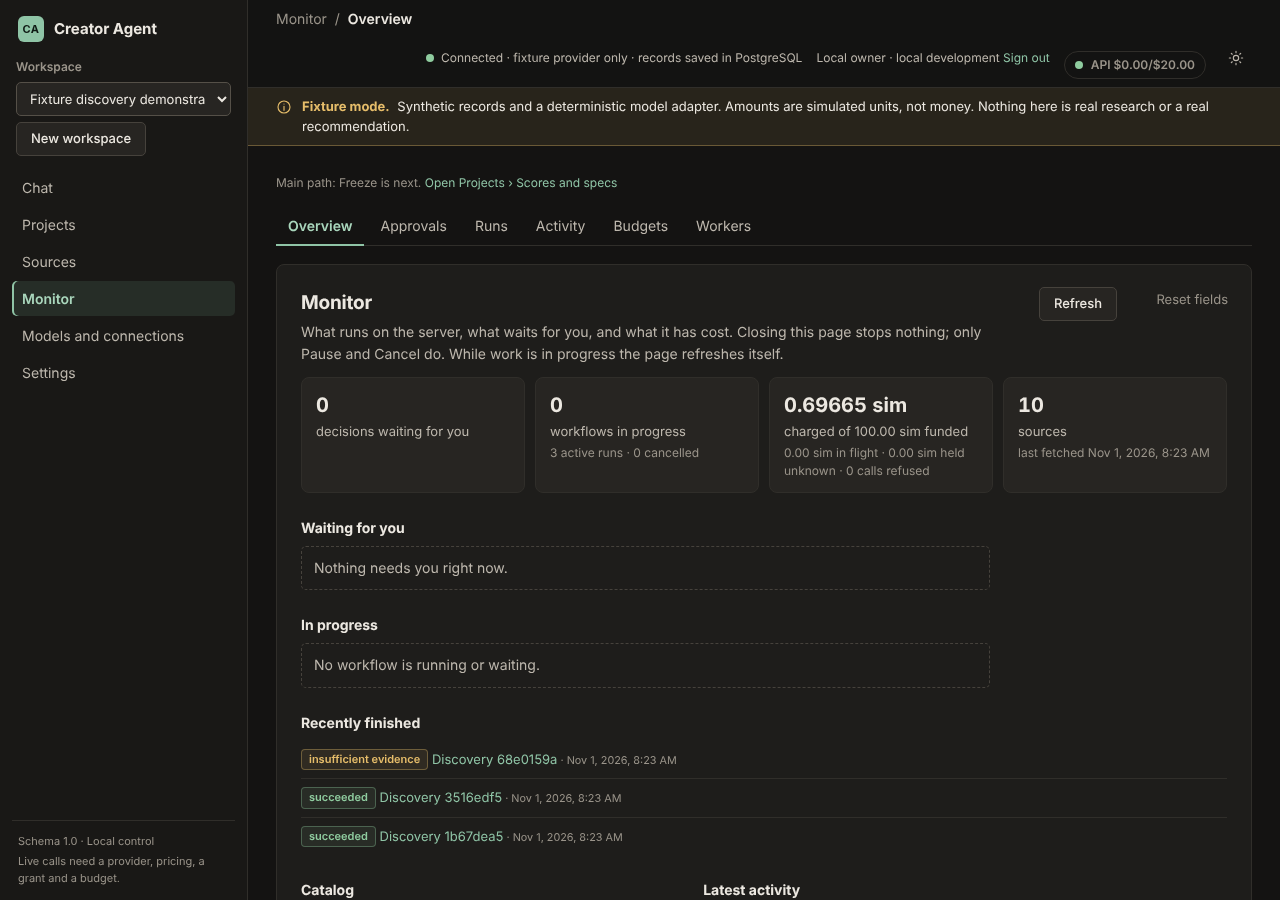 CA Creator Agent
Workspace
Fixture discovery demonstra
New workspace
Chat
Projects
Sources
Monitor
Models and connections
Settings
Schema 1.0 · Local control
Live calls need a provider, pricing, a
grant and a budget.
Monitor / Overview
Connected · fixture provider only · records saved in PostgreSQL Local owner · local development Sign out API $0.00/$20.00
Fixture mode. Synthetic records and a deterministic model adapter. Amounts are simulated units, not money. Nothing here is real research or a real
recommendation.
Main path: Freeze is next. Open Projects › Scores and specs
Overview Approvals Runs Activity Budgets Workers
Monitor
Refresh Reset fields
What runs on the server, what waits for you, and what it has cost. Closing this page stops nothing; only
Pause and Cancel do. While work is in progress the page refreshes itself.
0
decisions waiting for you
0
workflows in progress
3 active runs · 0 cancelled
0.69665 sim
charged of 100.00 sim funded
0.00 sim in flight · 0.00 sim held
unknown · 0 calls refused
10
sources
last fetched Nov 1, 2026, 8:23 AM
Waiting for you
Nothing needs you right now.
In progress
No workflow is running or waiting.
Recently finished
insufficient evidence Discovery 68e0159a · Nov 1, 2026, 8:23 AM
succeeded Discovery 3516edf5 · Nov 1, 2026, 8:23 AM
succeeded Discovery 1b67dea5 · Nov 1, 2026, 8:23 AM
Catalog
Latest activity